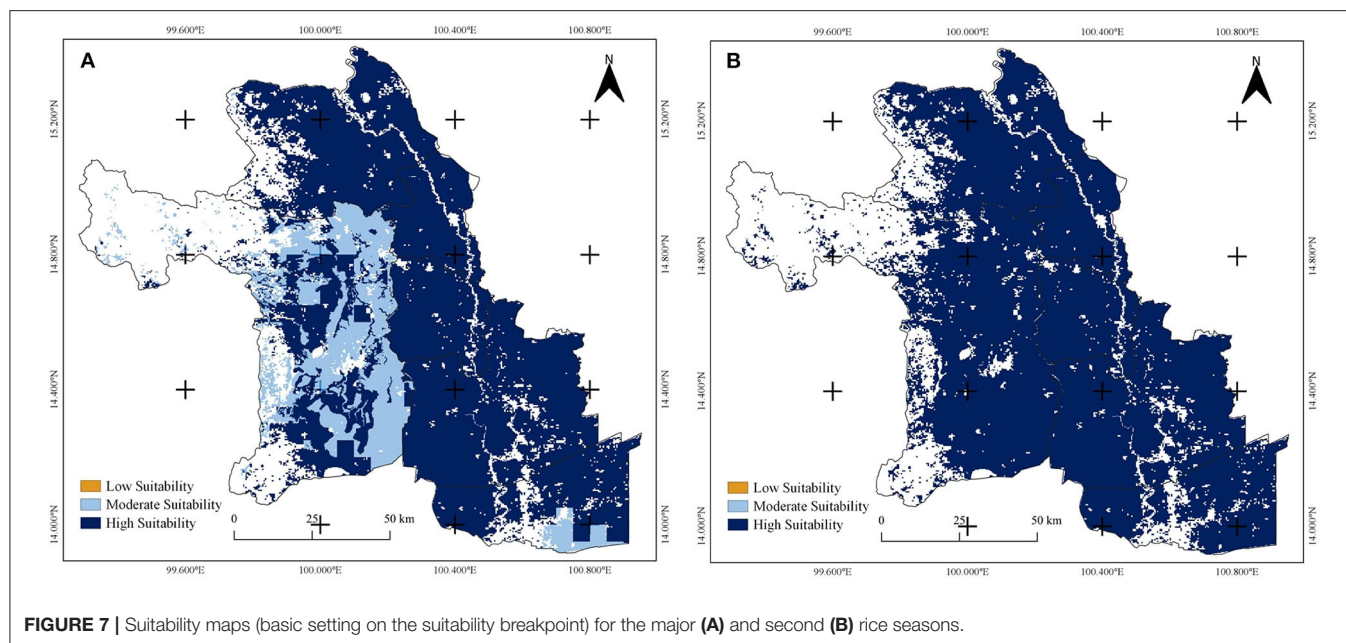 99.600°E 100.000°E 100.400°E 100.800°E
A
N
15.200°N 15.200°N
14.800°N 14.800°N
14.400°N 14.400°N
14.000°N 14.000°N
Low Suitability
Moderate Suitability
High Suitability
0 25 50 km
99.600°E 100.000°E 100.400°E 100.800°E
99.600°E 100.000°E 100.400°E 100.800°E
B
N
15.200°N 15.200°N
14.800°N 14.800°N
14.400°N 14.400°N
14.000°N 14.000°N
Low Suitability
Moderate Suitability
High Suitability
0 25 50 km
99.600°E 100.000°E 100.400°E 100.800°E
FIGURE 7 | Suitability maps (basic setting on the suitability breakpoint) for the major (A) and second (B) rice seasons.